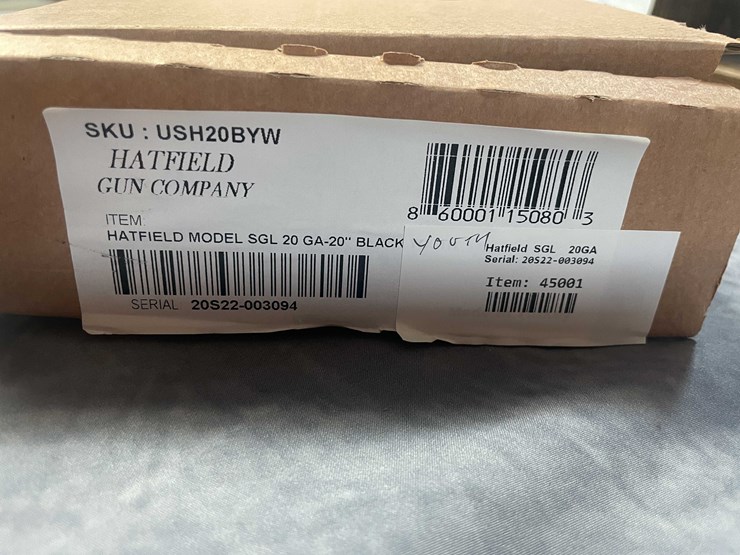 SKU : USH20BYW
HATFIELD
GUN COMPANY
8 60001 15080 3
ITEM
HATFIELD MODEL SGL 20 GA-20" BLACK
YOUTH
SERIAL 20S22-003094
Hatfield SGL 20GA
Serial: 20S22-003094
Item: 45001